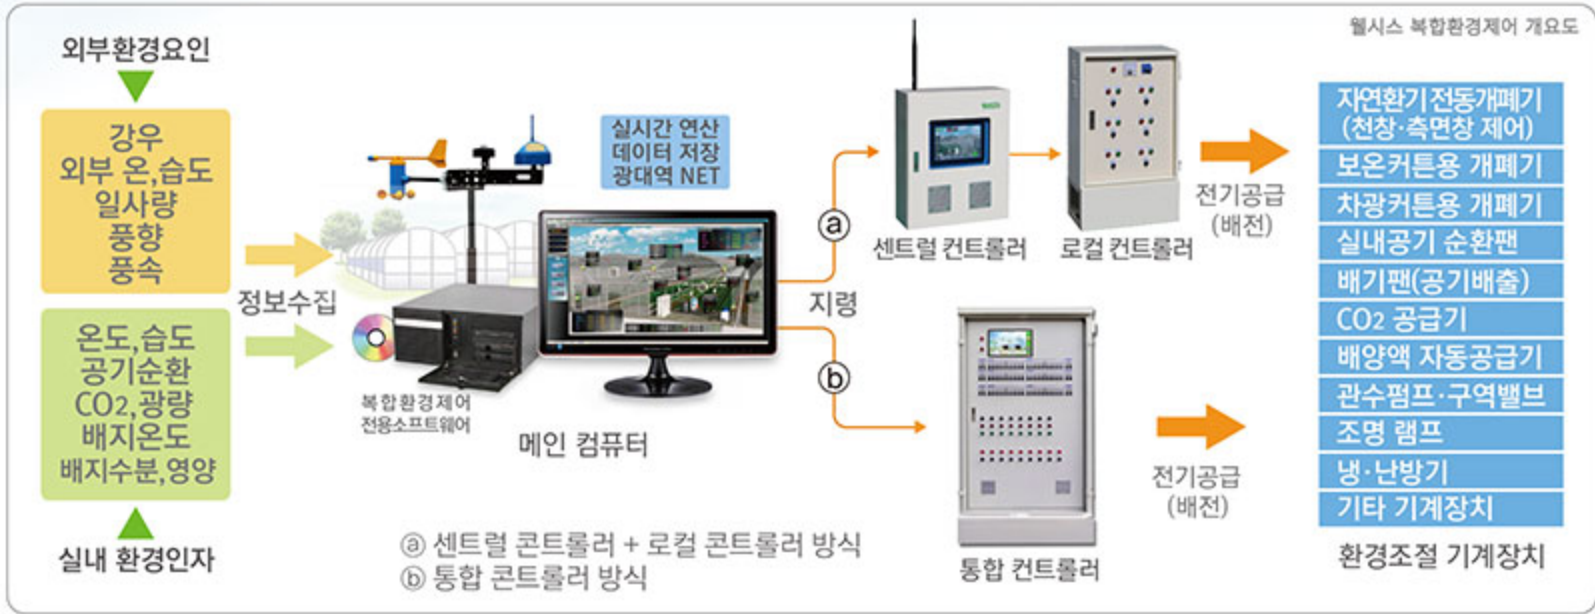 웰시스 복합환경제어 개요도
외부환경요인
강우
외부 온,습도
일사량
풍향
풍속
정보수집
온도,습도
공기순환
CO2,광량
배지온도
배지수분,영양
실내 환경인자
실시간 연산
데이터 저장
광대역 NET
복합환경제어
전용소프트웨어
메인 컴퓨터
지령
ⓐ
ⓑ
센트럴 컨트롤러
로컬 컨트롤러
전기공급
(배전)
통합 컨트롤러
전기공급
(배전)
ⓐ 센트럴 콘트롤러 + 로컬 콘트롤러 방식
ⓑ 통합 콘트롤러 방식
자연환기 전동개폐기
(천창·측면창 제어)
보온커튼용 개폐기
차광커튼용 개폐기
실내공기 순환팬
배기팬(공기배출)
CO2 공급기
배양액 자동공급기
관수펌프·구역밸브
조명 램프
냉·난방기
기타 기계장치
환경조절 기계장치